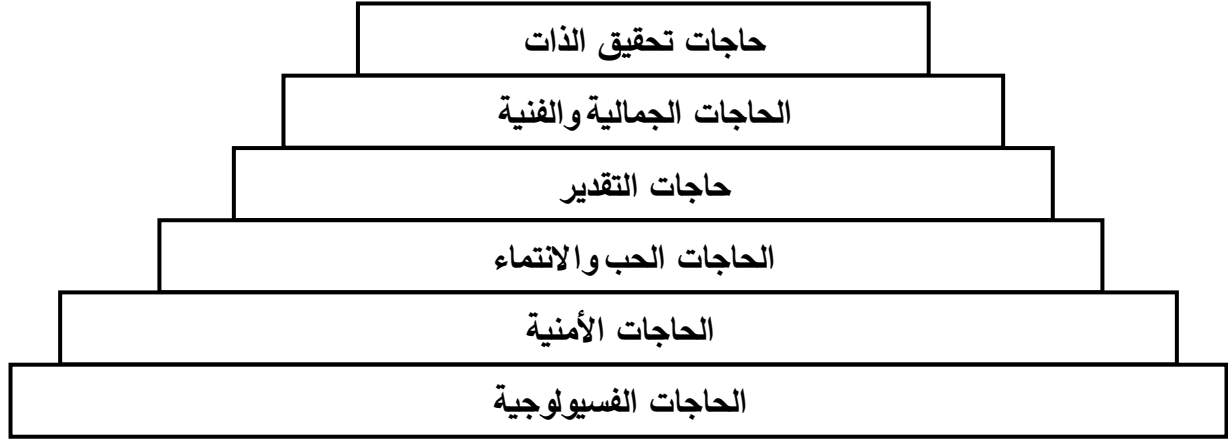 حاجات تحقيق الذات
الحاجات الجمالية والفنية
حاجات التقدير
الحاجات الحب والانتماء
الحاجات الأمنية
الحاجات الفسيولوجية